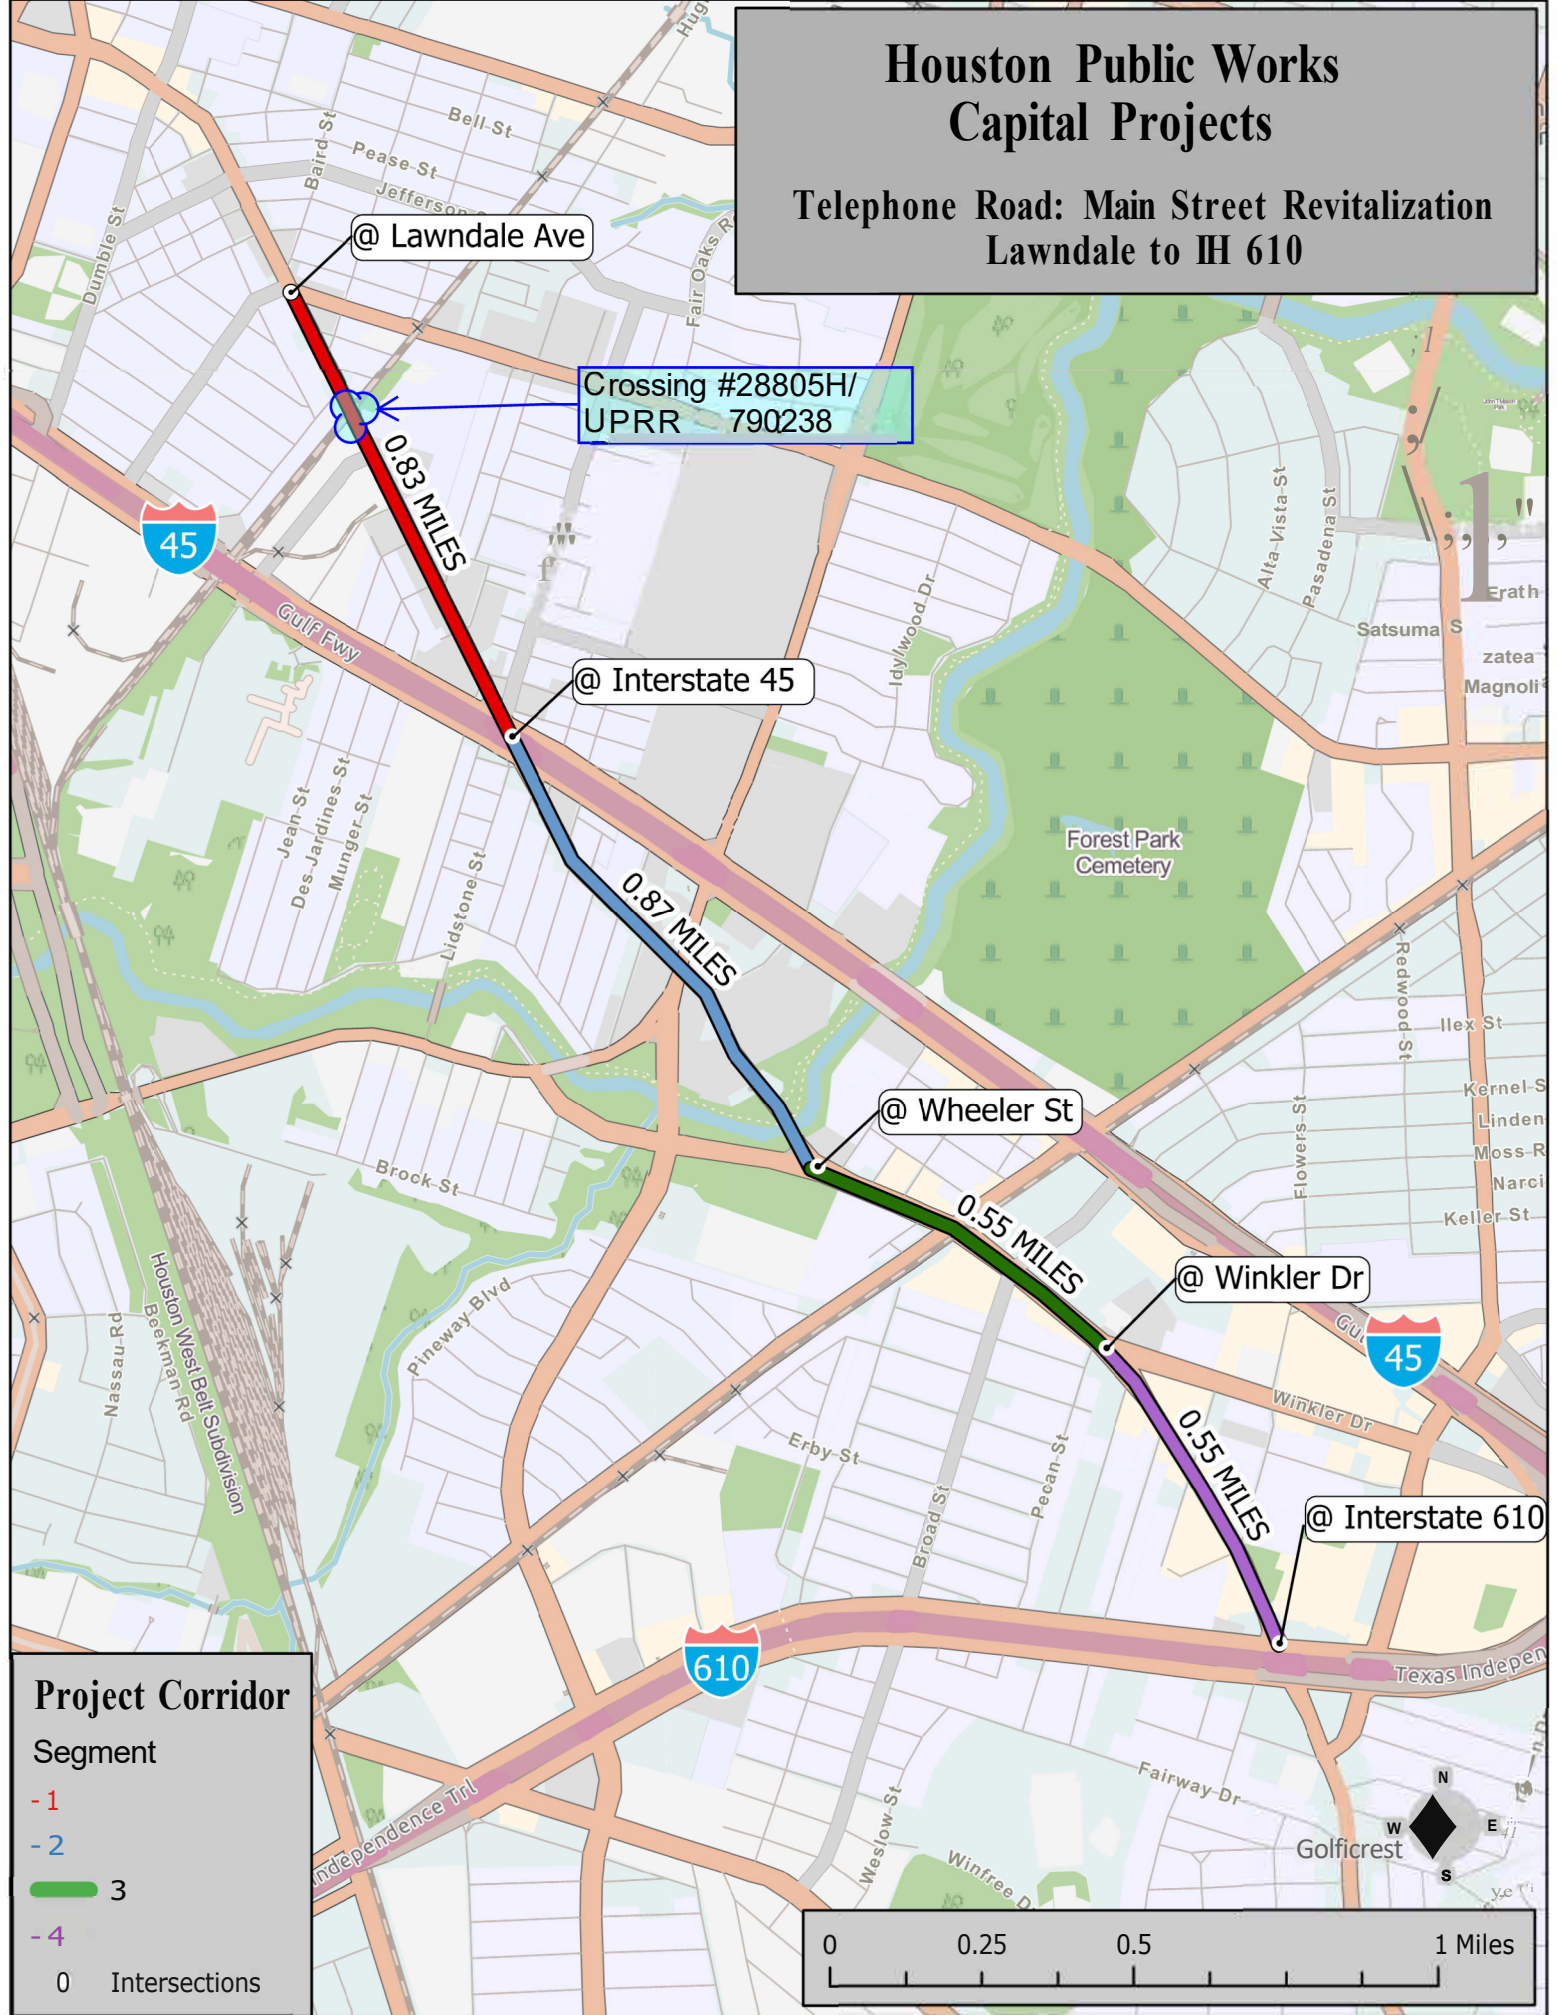 Houston Public Works
Capital Projects
Telephone Road: Main Street Revitalization
Lawndale to IH 610
Bell St
Baird St
Pease St
Jefferson
Dumble St
@ Lawndale Ave
Fair Oaks
Crossing #28805H/
UPRR 790238
0.83 MILES
45
Gulf Fwy
Alta Vista St
Pasadena St
Idylwood Dr
Erath
Satsuma S
zatea
Magnoli
@ Interstate 45
Jean St
Des Jardines St
Munger St
Lidstone St
Forest Park
Cemetery
0.87 MILES
Redwood St
Ilex St
Kernel S
Linden
Moss R
Narci
Keller St
Flowers St
@ Wheeler St
Brock St
0.55 MILES
@ Winkler Dr
Pineway Blvd
Nassau Rd
Beekman Rd
Houston West Belt Subdivision
45
Winkler Dr
0.55 MILES
Erby St
Pecan St
Broad St
@ Interstate 610
610
Texas Indepen
Independence Trl
Fairway Dr
Weslow St
Winfree D
Golficrest
N
W
E
S
Project Corridor
Segment
- 1
- 2
3
- 4
0 Intersections
0 0.25 0.5 1 Miles